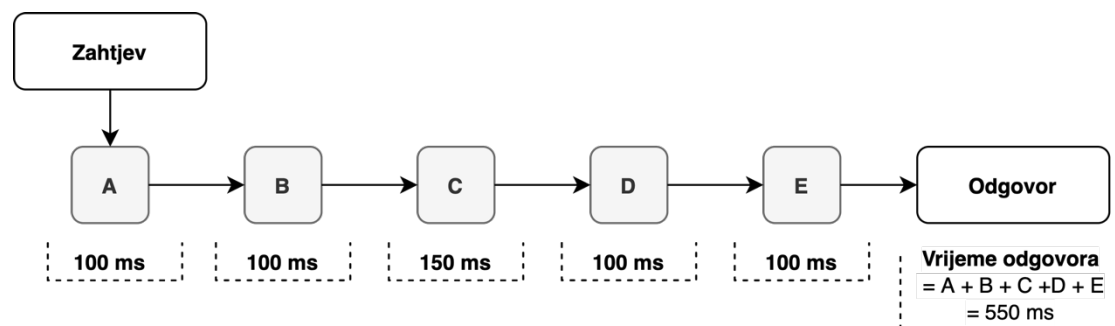 Zahtjev
A
B
C
D
E
Odgovor
100 ms
100 ms
150 ms
100 ms
100 ms
Vrijeme odgovora
= A + B + C +D + E
= 550 ms